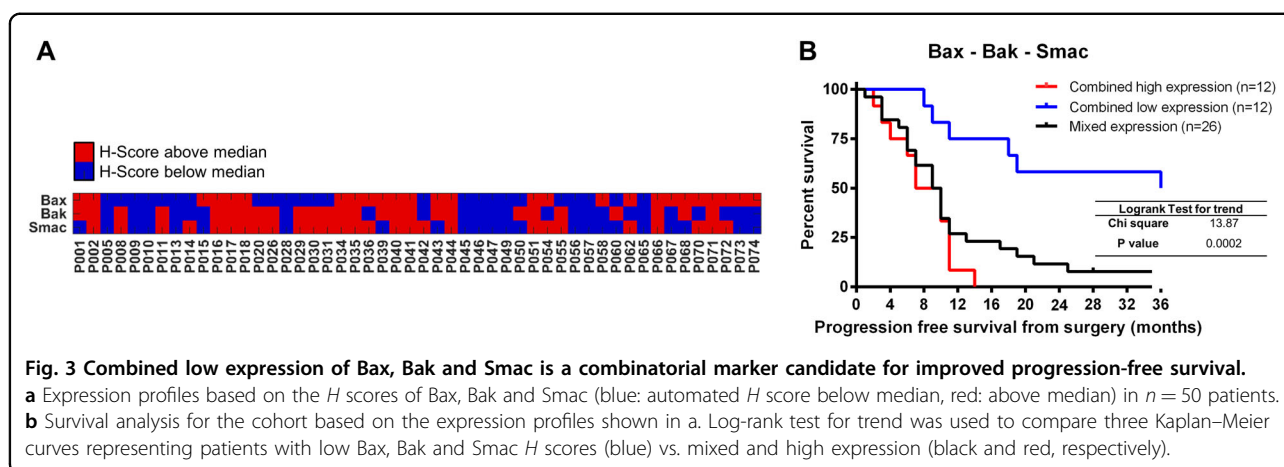 A
H-Score above median
H-Score below median
Bax
Bak
Smac
P001 P002 P005 P008 P009 P010 P011 P013 P014 P015 P016 P017 P018 P020 P026 P028 P029 P030 P031 P034 P035 P036 P039 P040 P041 P042 P043 P044 P045 P046 P047 P049 P050 P051 P054 P055 P056 P057 P058 P060 P062 P065 P066 P067 P068 P070 P071 P072 P073 P074
B
Bax - Bak - Smac
Combined high expression (n=12)
Combined low expression (n=12)
Mixed expression (n=26)
Percent survival
100
75
50
25
0
0 4 8 12 16 20 24 28 32 36
Progression free survival from surgery (months)
Logrank Test for trend
Chi square 13.87
P value 0.0002
Fig. 3 Combined low expression of Bax, Bak and Smac is a combinatorial marker candidate for improved progression-free survival.
a Expression profiles based on the H scores of Bax, Bak and Smac (blue: automated H score below median, red: above median) in n = 50 patients.
b Survival analysis for the cohort based on the expression profiles shown in a. Log-rank test for trend was used to compare three Kaplan–Meier
curves representing patients with low Bax, Bak and Smac H scores (blue) vs. mixed and high expression (black and red, respectively).